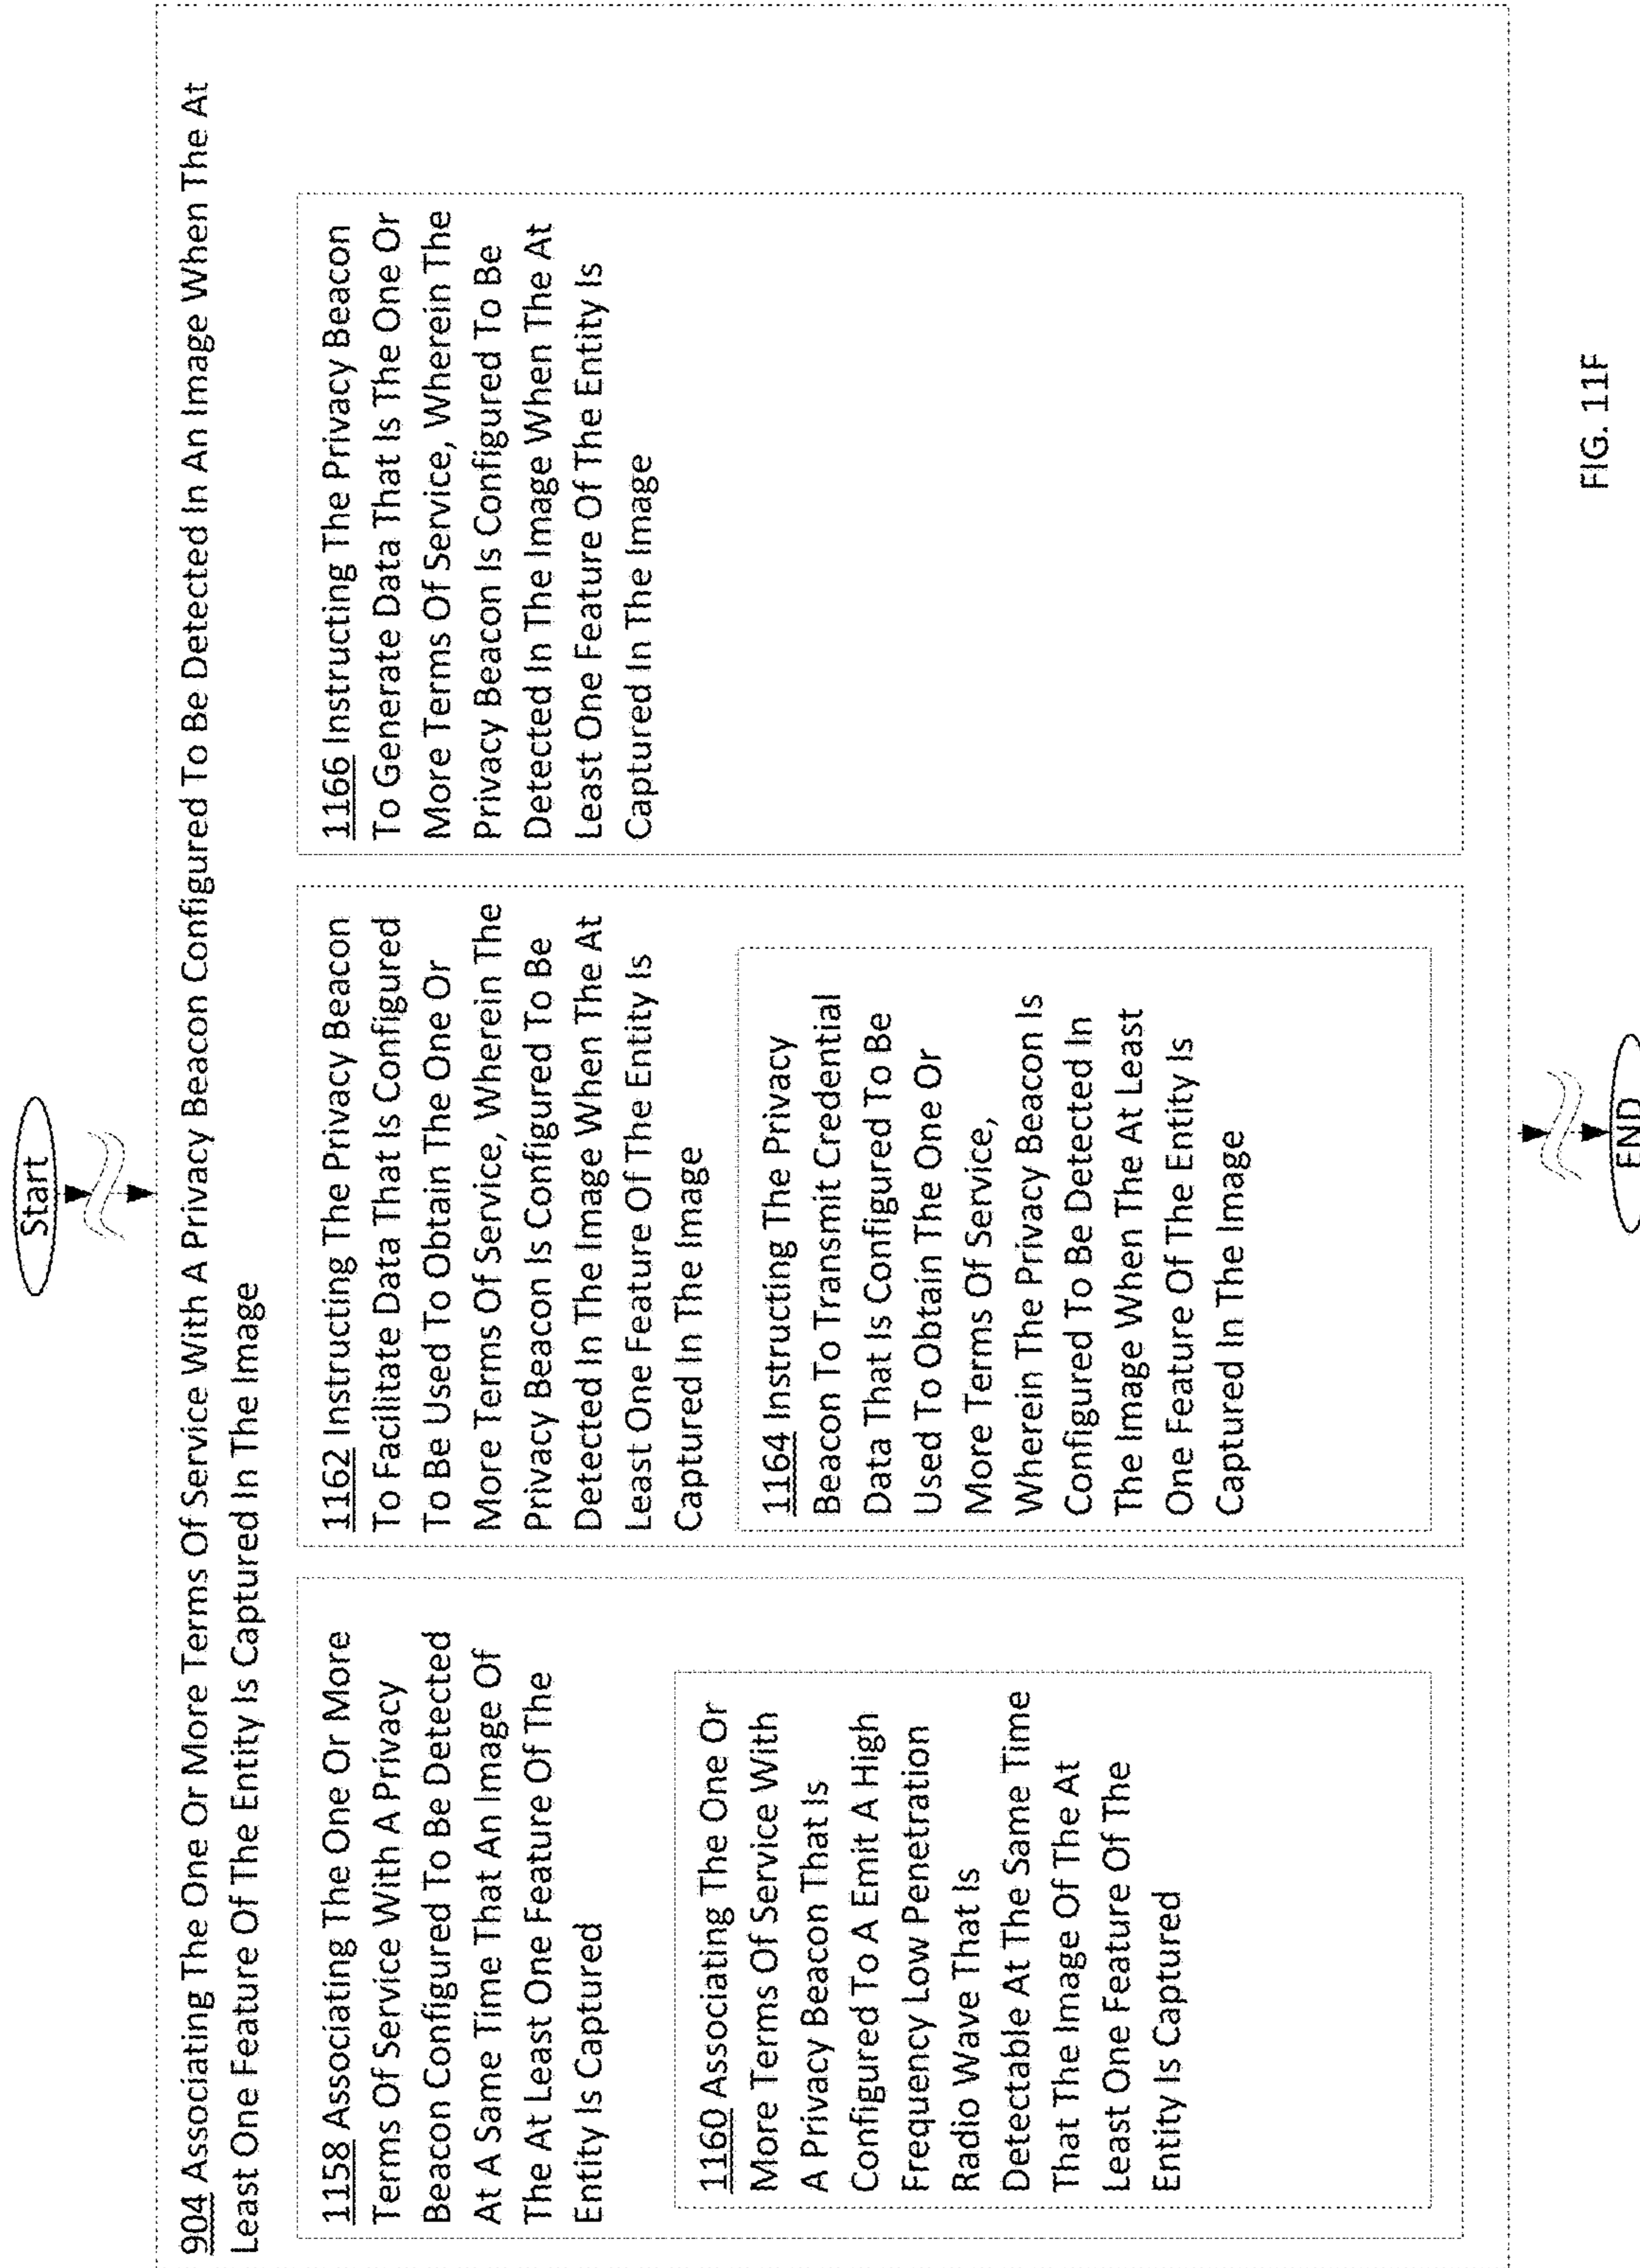 Start
904 Associating The One Or More Terms Of Service With A Privacy Beacon Configured To Be Detected In An Image When The At
Least One Feature Of The Entity Is Captured In The Image
1158 Associating The One Or More
Terms Of Service With A Privacy
Beacon Configured To Be Detected
At A Same Time That An Image Of
The At Least One Feature Of The
Entity Is Captured
1160 Associating The One Or
More Terms Of Service With
A Privacy Beacon That Is
Configured To A Emit A High
Frequency Low Penetration
Radio Wave That Is
Detectable At The Same Time
That The Image Of The At
Least One Feature Of The
Entity Is Captured
1162 Instructing The Privacy Beacon
To Facilitate Data That Is Configured
To Be Used To Obtain The One Or
More Terms Of Service, Wherein The
Privacy Beacon Is Configured To Be
Detected In The Image When The At
Least One Feature Of The Entity Is
Captured In The Image
1164 Instructing The Privacy
Beacon To Transmit Credential
Data That Is Configured To Be
Used To Obtain The One Or
More Terms Of Service,
Wherein The Privacy Beacon Is
Configured To Be Detected In
The Image When The At Least
One Feature Of The Entity Is
Captured In The Image
1166 Instructing The Privacy Beacon
To Generate Data That Is The One Or
More Terms Of Service, Wherein The
Privacy Beacon Is Configured To Be
Detected In The Image When The At
Least One Feature Of The Entity Is
Captured In The Image
END
FIG. 11F